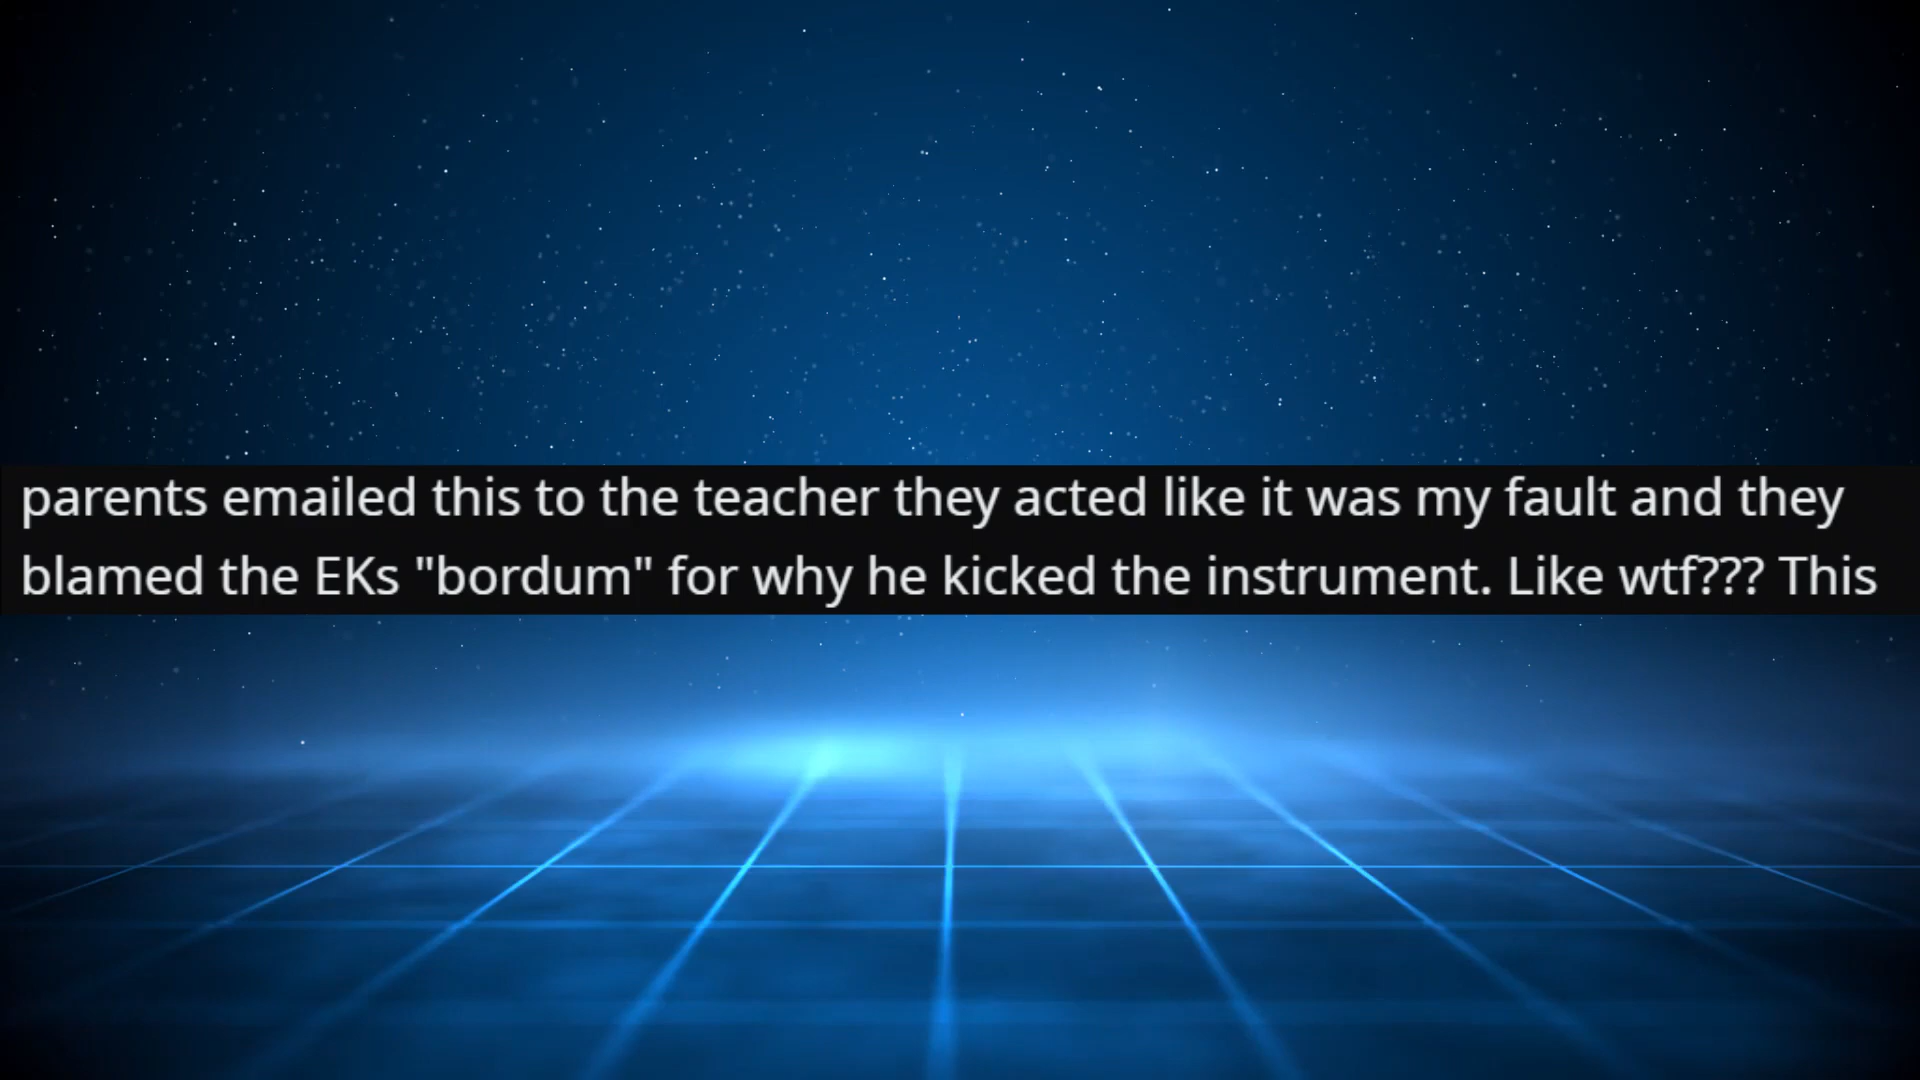 parents emailed this to the teacher they acted like it was my fault and they
blamed the EKs "bordum" for why he kicked the instrument. Like wtf??? This